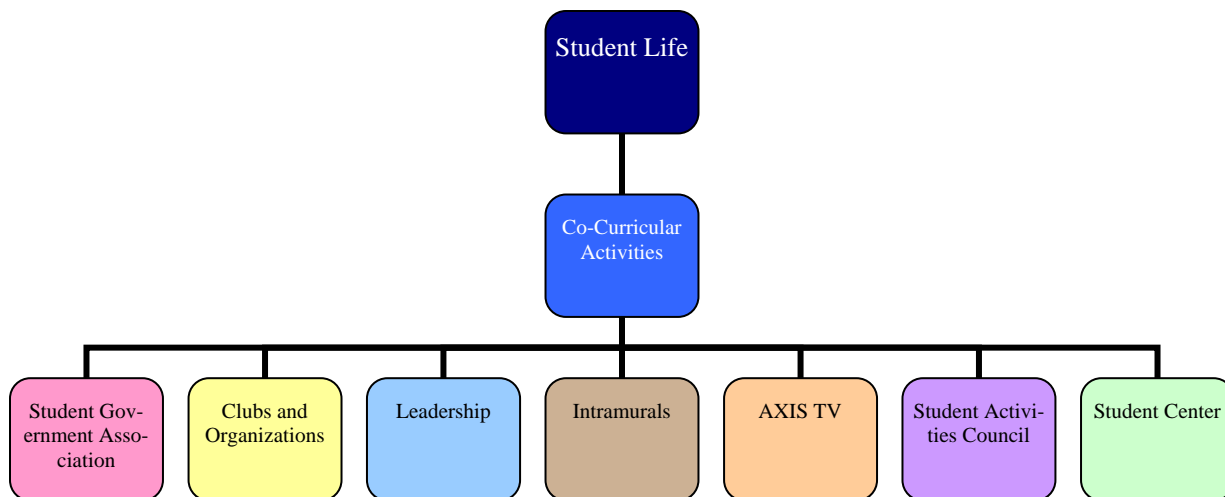 Student Life
Co-Curricular
Activities
Student Gov-
ernment Asso-
ciation
Clubs and
Organizations
Leadership
Intramurals
AXIS TV
Student Activi-
ties Council
Student Center